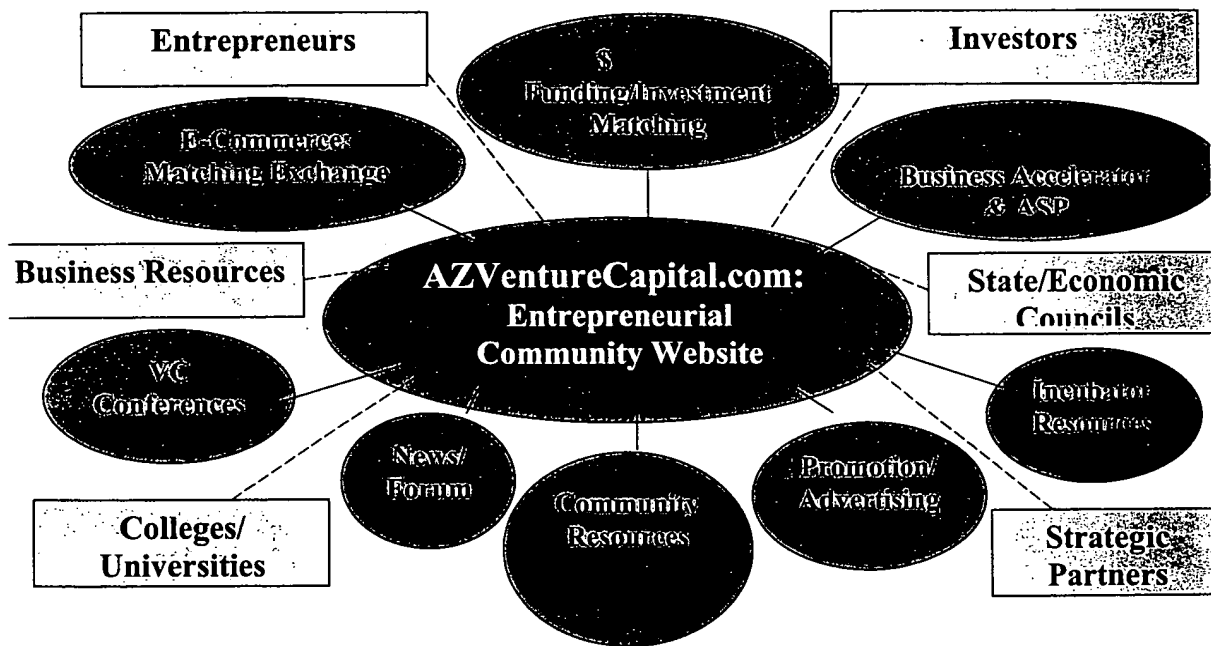 Entrepreneurs
Investors
$
Funding/Investment
Matching
E-Commerce:
Matching Exchange
Business Accelerator
& ASP
Business Resources
AZVentureCapital.com:
Entrepreneurial
Community Website
State/Economic
Councils
VC
Conferences
Incubator
Resources
News/
Forum
Community
Resources
Promotion/
Advertising
Colleges/
Universities
Strategic
Partners